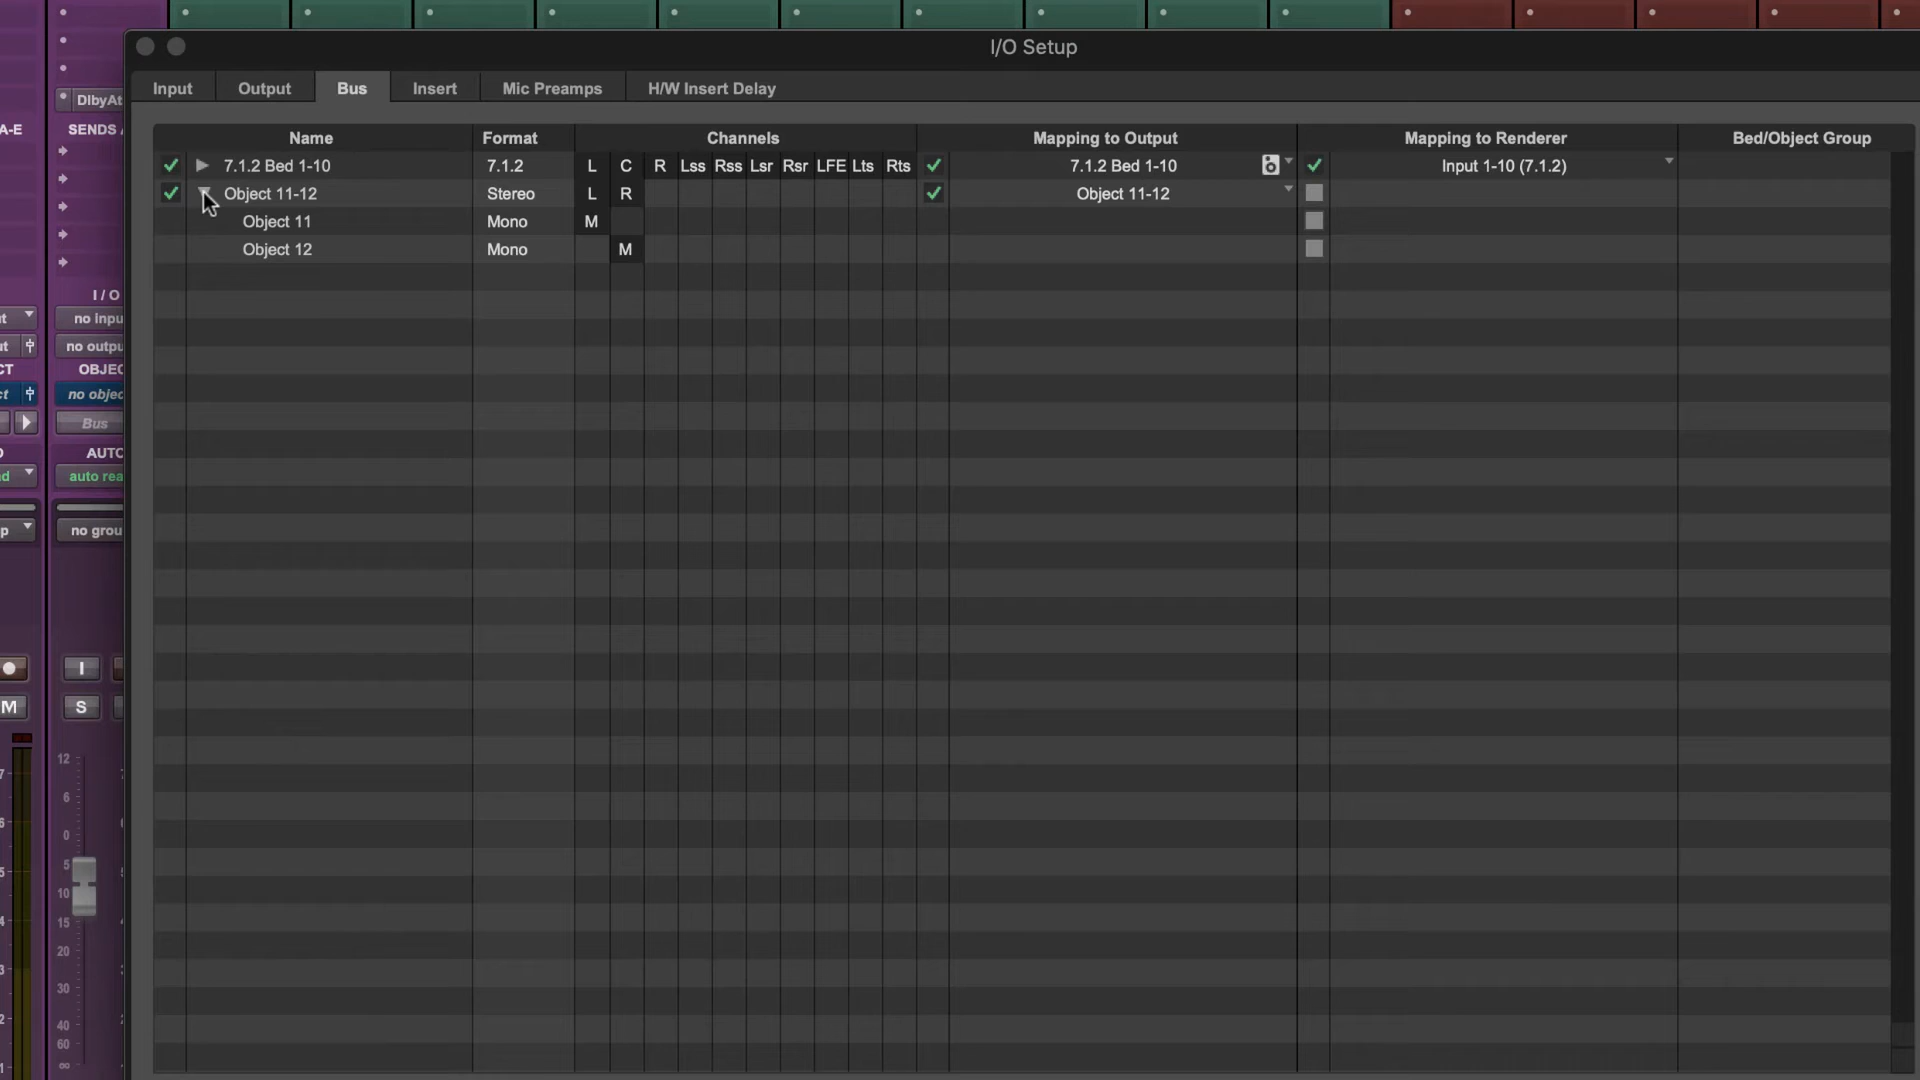 I/O Setup
Input Output Bus Insert Mic Preamps H/W Insert Delay
Name Format Channels Mapping to Output Mapping to Renderer Bed/Object Group
7.1.2 Bed 1-10 7.1.2 L C R Lss Rss Lsr Rsr LFE Lts Rts 7.1.2 Bed 1-10 Input 1-10 (7.1.2)
Object 11-12 Stereo L R Object 11-12
Object 11 Mono M
Object 12 Mono M
DlbyAt
A-E SENDS
I / O
no inpu
no outpu
CT OBJEC
ct no objec
Bus
AUTO
ad auto rea
p no grou
I
M S
12
6
0
5
10
15
20
30
40
60
∞